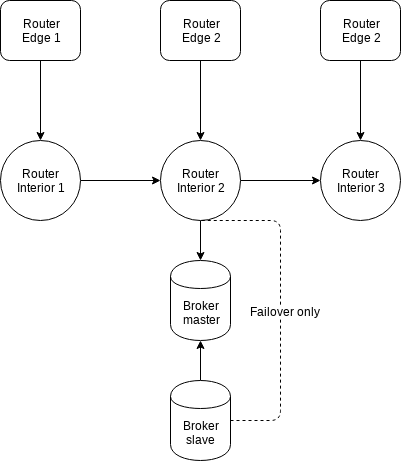 Router
Edge 1
Router
Edge 2
Router
Edge 2
Router
Interior 1
Router
Interior 2
Router
Interior 3
Broker
master
Failover only
Broker
slave